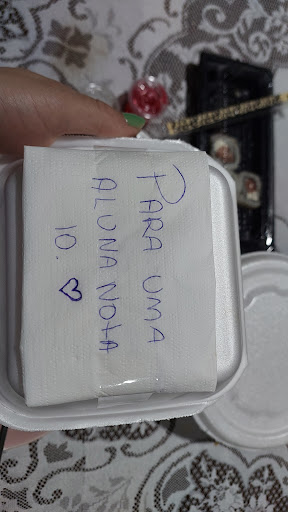 PARA UMA
ALUNA NOtA
10. ♡